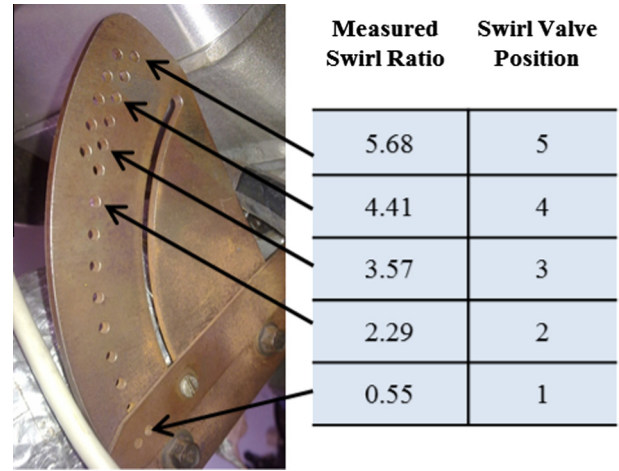 Measured Swirl Ratio
Swirl Valve Position
5.68 5
4.41 4
3.57 3
2.29 2
0.55 1